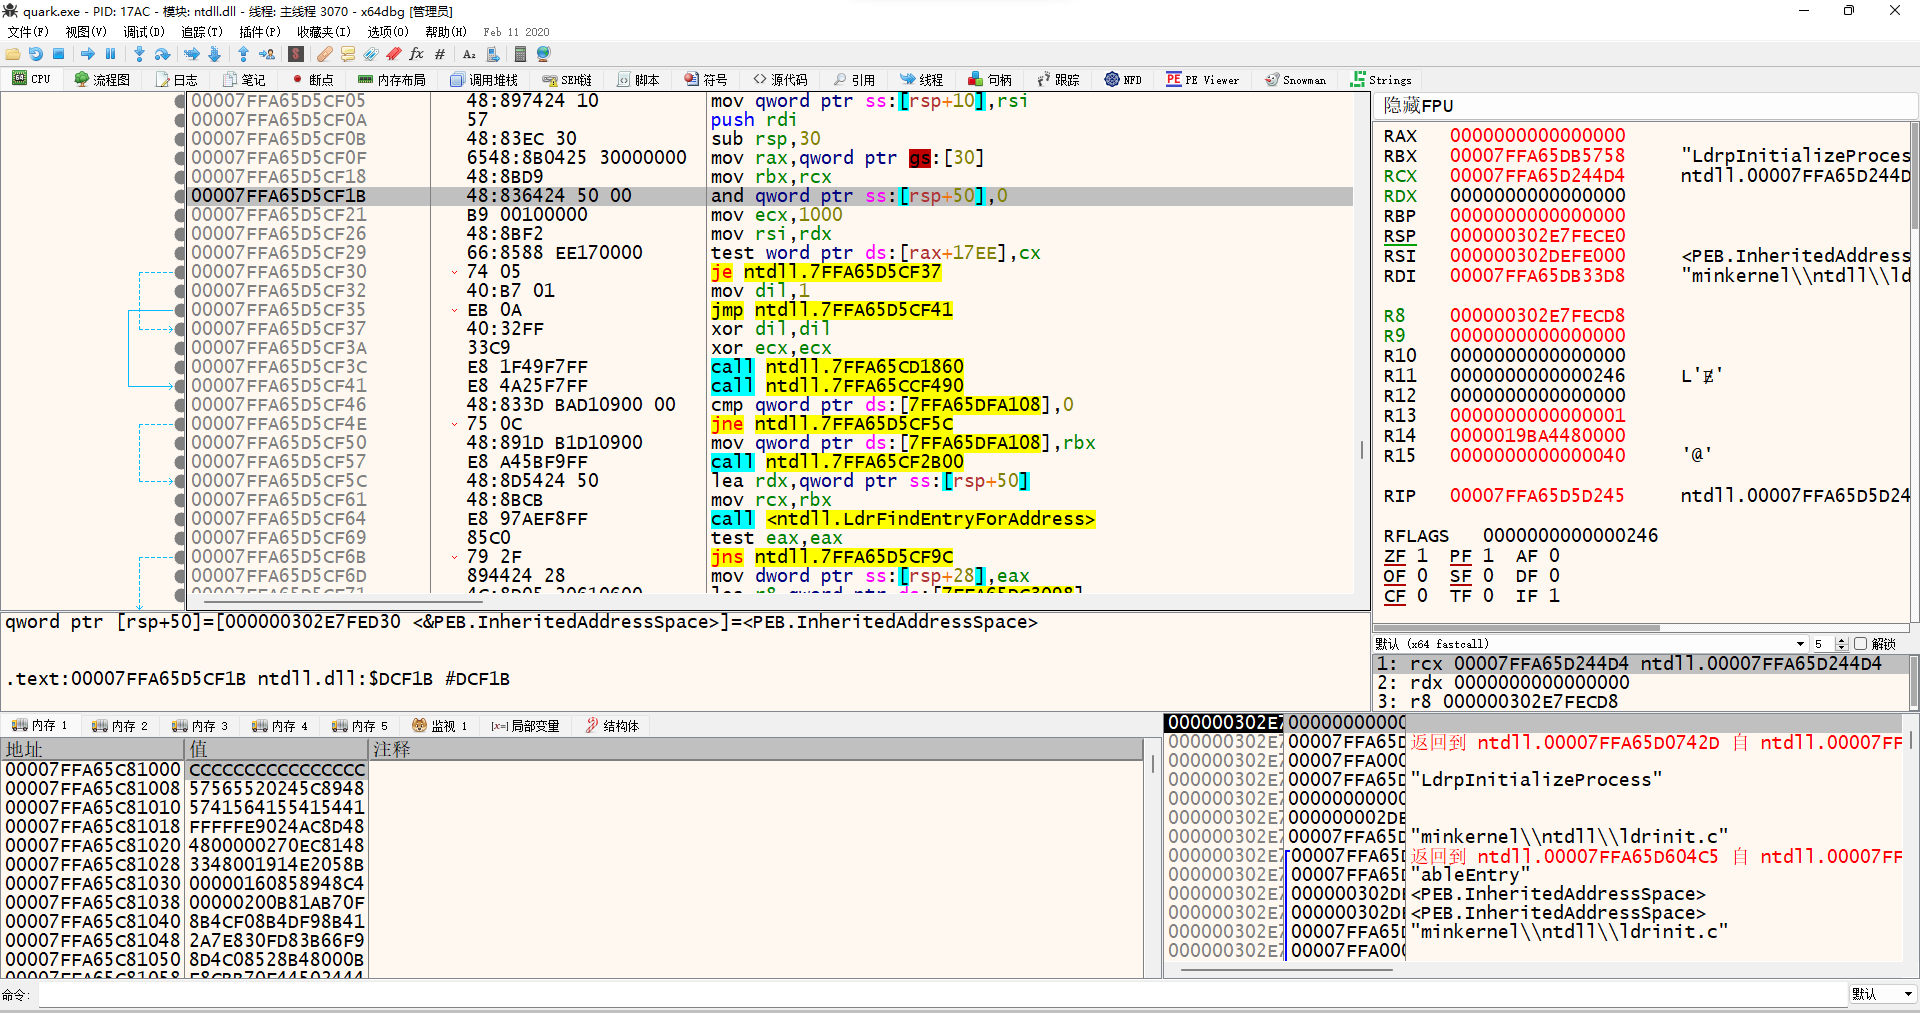 quark.exe - PID: 17AC - 模块: ntdll.dll - 线程: 主线程 3070 - x64dbg [管理员]
文件(F) 视图(V) 调试(D) 追踪(T) 插件(P) 收藏夹(I) 选项(O) 帮助(H) Feb 11 2020
CPU 流程图 日志 笔记 断点 内存布局 调用堆栈 SEH链 脚本 符号 源代码 引用 线程 句柄 跟踪 NFD PE Viewer Snowman Strings
00007FFA65D5CF05 48:897424 10 mov qword ptr ss:[rsp+10],rsi
00007FFA65D5CF0A 57 push rdi
00007FFA65D5CF0B 48:83EC 30 sub rsp,30
00007FFA65D5CF0F 6548:8B0425 30000000 mov rax,qword ptr gs:[30]
00007FFA65D5CF18 48:8BD9 mov rbx,rcx
00007FFA65D5CF1B 48:836424 50 00 and qword ptr ss:[rsp+50],0
00007FFA65D5CF21 B9 00100000 mov ecx,1000
00007FFA65D5CF26 48:8BF2 mov rsi,rdx
00007FFA65D5CF29 66:8588 EE170000 test word ptr ds:[rax+17EE],cx
00007FFA65D5CF30 74 05 je ntdll.7FFA65D5CF37
00007FFA65D5CF32 40:B7 01 mov dil,1
00007FFA65D5CF35 EB 0A jmp ntdll.7FFA65D5CF41
00007FFA65D5CF37 40:32FF xor dil,dil
00007FFA65D5CF3A 33C9 xor ecx,ecx
00007FFA65D5CF3C E8 1F49F7FF call ntdll.7FFA65CD1860
00007FFA65D5CF41 E8 4A25F7FF call ntdll.7FFA65CCF490
00007FFA65D5CF46 48:833D BAD10900 00 cmp qword ptr ds:[7FFA65DFA108],0
00007FFA65D5CF4E 75 0C jne ntdll.7FFA65D5CF5C
00007FFA65D5CF50 48:891D B1D10900 mov qword ptr ds:[7FFA65DFA108],rbx
00007FFA65D5CF57 E8 A45BF9FF call ntdll.7FFA65CF2B00
00007FFA65D5CF5C 48:8D5424 50 lea rdx,qword ptr ss:[rsp+50]
00007FFA65D5CF61 48:8BCB mov rcx,rbx
00007FFA65D5CF64 E8 97AEF8FF call <ntdll.LdrFindEntryForAddress>
00007FFA65D5CF69 85C0 test eax,eax
00007FFA65D5CF6B 79 2F jns ntdll.7FFA65D5CF9C
00007FFA65D5CF6D 894424 28 mov dword ptr ss:[rsp+28],eax
qword ptr [rsp+50]=[000000302E7FED30 <&PEB.InheritedAddressSpace>]=<PEB.InheritedAddressSpace>
.text:00007FFA65D5CF1B ntdll.dll:$DCF1B #DCF1B
隐藏FPU
RAX 0000000000000000
RBX 00007FFA65DB5758 "LdrpInitializeProces
RCX 00007FFA65D244D4 ntdll.00007FFA65D244D
RDX 0000000000000000
RBP 0000000000000000
RSP 000000302E7FECE0
RSI 000000302DEFE000 <PEB.InheritedAddress
RDI 00007FFA65DB33D8 "minkernel\\ntdll\\ld
R8 000000302E7FECD8
R9 0000000000000000
R10 0000000000000000
R11 0000000000000246
R12 0000000000000000
R13 0000000000000001
R14 0000019BA4480000
R15 0000000000000040 '@'
RIP 00007FFA65D5D245 ntdll.00007FFA65D5D24
RFLAGS 0000000000000246
ZF 1 PF 1 AF 0
OF 0 SF 0 DF 0
CF 0 TF 0 IF 1
默认 (x64 fastcall) 5 解锁
1: rcx 00007FFA65D244D4 ntdll.00007FFA65D244D4
2: rdx 0000000000000000
3: r8 000000302E7FECD8
内存 1 内存 2 内存 3 内存 4 内存 5 监视 1 [x=] 局部变量 结构体
地址 值 注释
00007FFA65C81000 CCCCCCCCCCCCCCCC
00007FFA65C81008 57565520245C8948
00007FFA65C81010 5741564155415441
00007FFA65C81018 FFFFFE9024AC8D48
00007FFA65C81020 4800000270EC8148
00007FFA65C81028 3348001914E2058B
00007FFA65C81030 00000160858948C4
00007FFA65C81038 00000200B81AB70F
00007FFA65C81040 8B4CF08B4DF98B41
00007FFA65C81048 2A7E830FD83B66F9
00007FFA65C81050 8D4C08528B48000B
000000302E7 00000000000
000000302E7 00007FFA65D 返回到 ntdll.00007FFA65D0742D 自 ntdll.00007FF
000000302E7 00007FFA000
000000302E7 00007FFA65D "LdrpInitializeProcess"
000000302E7 00000000000
000000302E7 000000002DE
000000302E7 00007FFA65D "minkernel\\ntdll\\ldrinit.c"
000000302E7 00007FFA65D 返回到 ntdll.00007FFA65D604C5 自 ntdll.00007FF
000000302E7 00007FFA65D "ableEntry"
000000302E7 000000302DE <PEB.InheritedAddressSpace>
000000302E7 000000302DE <PEB.InheritedAddressSpace>
000000302E7 00007FFA65D "minkernel\\ntdll\\ldrinit.c"
000000302E7 00007FFA000
命令: 默认